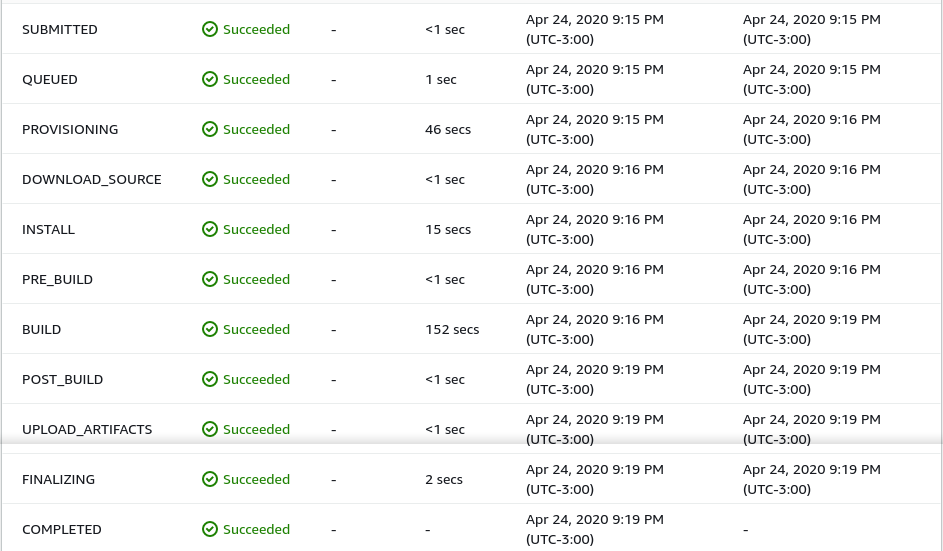 SUBMITTED Succeeded - <1 sec Apr 24, 2020 9:15 PM (UTC-3:00) Apr 24, 2020 9:15 PM (UTC-3:00)
QUEUED Succeeded - 1 sec Apr 24, 2020 9:15 PM (UTC-3:00) Apr 24, 2020 9:15 PM (UTC-3:00)
PROVISIONING Succeeded - 46 secs Apr 24, 2020 9:15 PM (UTC-3:00) Apr 24, 2020 9:16 PM (UTC-3:00)
DOWNLOAD_SOURCE Succeeded - <1 sec Apr 24, 2020 9:16 PM (UTC-3:00) Apr 24, 2020 9:16 PM (UTC-3:00)
INSTALL Succeeded - 15 secs Apr 24, 2020 9:16 PM (UTC-3:00) Apr 24, 2020 9:16 PM (UTC-3:00)
PRE_BUILD Succeeded - <1 sec Apr 24, 2020 9:16 PM (UTC-3:00) Apr 24, 2020 9:16 PM (UTC-3:00)
BUILD Succeeded - 152 secs Apr 24, 2020 9:16 PM (UTC-3:00) Apr 24, 2020 9:19 PM (UTC-3:00)
POST_BUILD Succeeded - <1 sec Apr 24, 2020 9:19 PM (UTC-3:00) Apr 24, 2020 9:19 PM (UTC-3:00)
UPLOAD_ARTIFACTS Succeeded - <1 sec Apr 24, 2020 9:19 PM (UTC-3:00) Apr 24, 2020 9:19 PM (UTC-3:00)
FINALIZING Succeeded - 2 secs Apr 24, 2020 9:19 PM (UTC-3:00) Apr 24, 2020 9:19 PM (UTC-3:00)
COMPLETED Succeeded - - Apr 24, 2020 9:19 PM (UTC-3:00) -